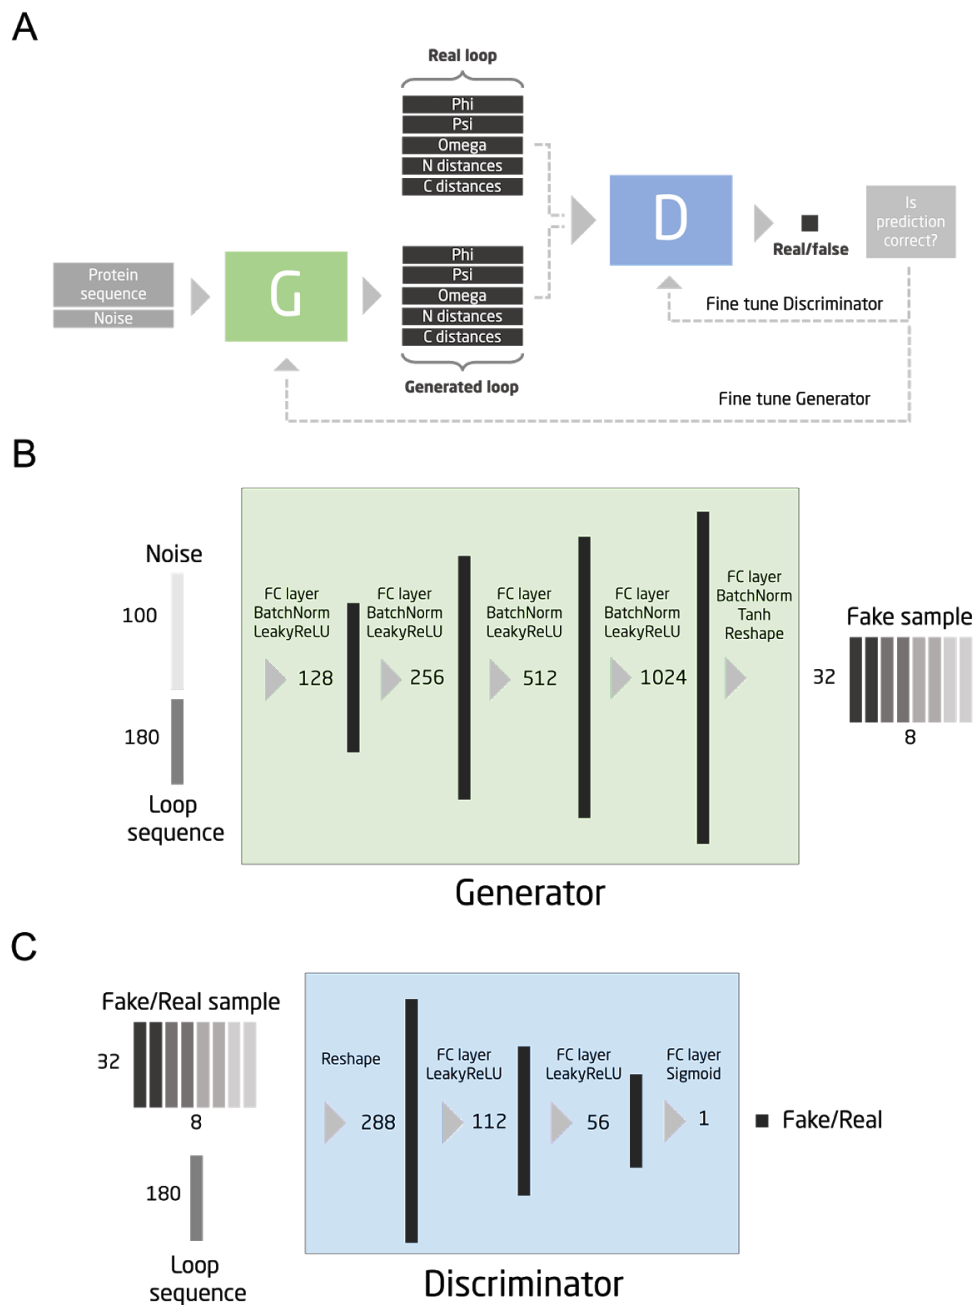 A
Real loop
Phi
Psi
Omega
N distances
C distances
Protein
sequence
Noise
G
Phi
Psi
Omega
N distances
C distances
Generated loop
D
Real/false
Is
prediction
correct?
Fine tune Discriminator
Fine tune Generator
B
Noise
100
180
Loop
sequence
FC layer
BatchNorm
LeakyReLU
128
FC layer
BatchNorm
LeakyReLU
256
FC layer
BatchNorm
LeakyReLU
512
FC layer
BatchNorm
LeakyReLU
1024
FC layer
BatchNorm
Tanh
Reshape
Fake sample
32
8
Generator
C
Fake/Real sample
32
8
180
Loop
sequence
Reshape
288
FC layer
LeakyReLU
112
FC layer
LeakyReLU
56
FC layer
Sigmoid
1
Fake/Real
Discriminator